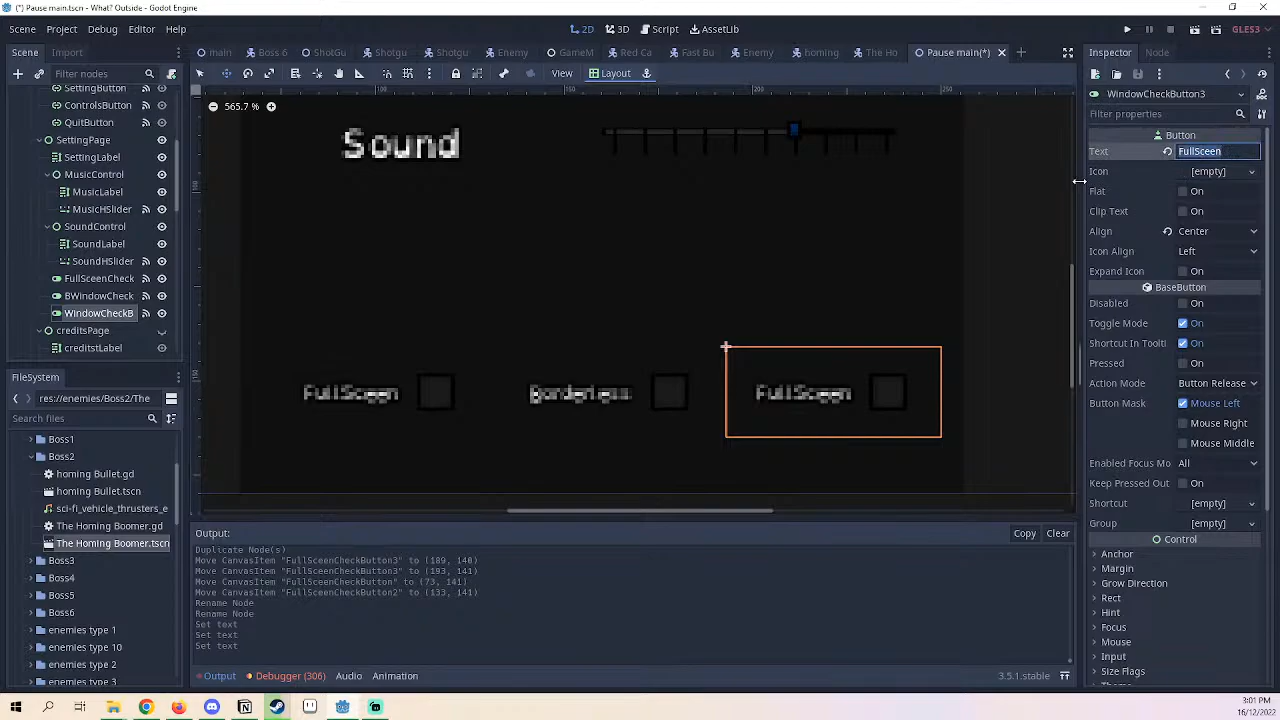 (*) Pause main.tscn - What? Outside - Godot Engine
Scene Project Debug Editor Help
2D 3D Script AssetLib
GLES3
Scene Import
main Boss 6 ShotGu Shotgu Shotgu Enemy GameM Red Ca Fast Bu Enemy homing The Ho Pause main(*)
Inspector Node
Filter nodes
View Layout
SettingButton
ControlsButton
QuitButton
SettingPage
SettingLabel
MusicControl
MusicLabel
MusicHSlider
SoundControl
SoundLabel
SoundHSlider
FullSceenCheck
BWindowCheck
WindowCheckB
creditsPage
creditstLabel
FileSystem
res://enemies/Bos2/The
Search files
Boss1
Boss2
homing Bullet.gd
homing Bullet.tscn
sci-fi_vehicle_thrusters_e
The Homing Boomer.gd
The Homing Boomer.tscn
Boss3
Boss4
Boss5
Boss6
enemies type 1
enemies type 10
enemies type 2
enemies type 3
100 150 200 250
565.7 %
Sound
FullSceen Borderless FullSceen
Output:
Copy Clear
Duplicate Node(s)
Move CanvasItem "FullSceenCheckButton3" to (189, 140)
Move CanvasItem "FullSceenCheckButton3" to (193, 141)
Move CanvasItem "FullSceenCheckButton" to (73, 141)
Move CanvasItem "FullSceenCheckButton2" to (133, 141)
Rename Node
Rename Node
Set text
Set text
Set text
Output Debugger (306) Audio Animation
3.5.1.stable
WindowCheckButton3
Filter properties
Button
Text FullSceen
Icon [empty]
Flat On
Clip Text On
Align Center
Icon Align Left
Expand Icon On
BaseButton
Disabled On
Toggle Mode On
Shortcut In Toolti On
Pressed On
Action Mode Button Release
Button Mask Mouse Left
Mouse Right
Mouse Middle
Enabled Focus Mo All
Keep Pressed Out On
Shortcut [empty]
Group [empty]
Control
Anchor
Margin
Grow Direction
Rect
Hint
Focus
Mouse
Input
Size Flags
3:01 PM
16/12/2022